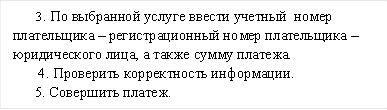 3. По выбранной услуге ввести учетный  номер
плательщика – регистрационный номер плательщика –
юридического лица, а также сумму платежа.
4. Проверить корректность информации.
5. Совершить платеж.